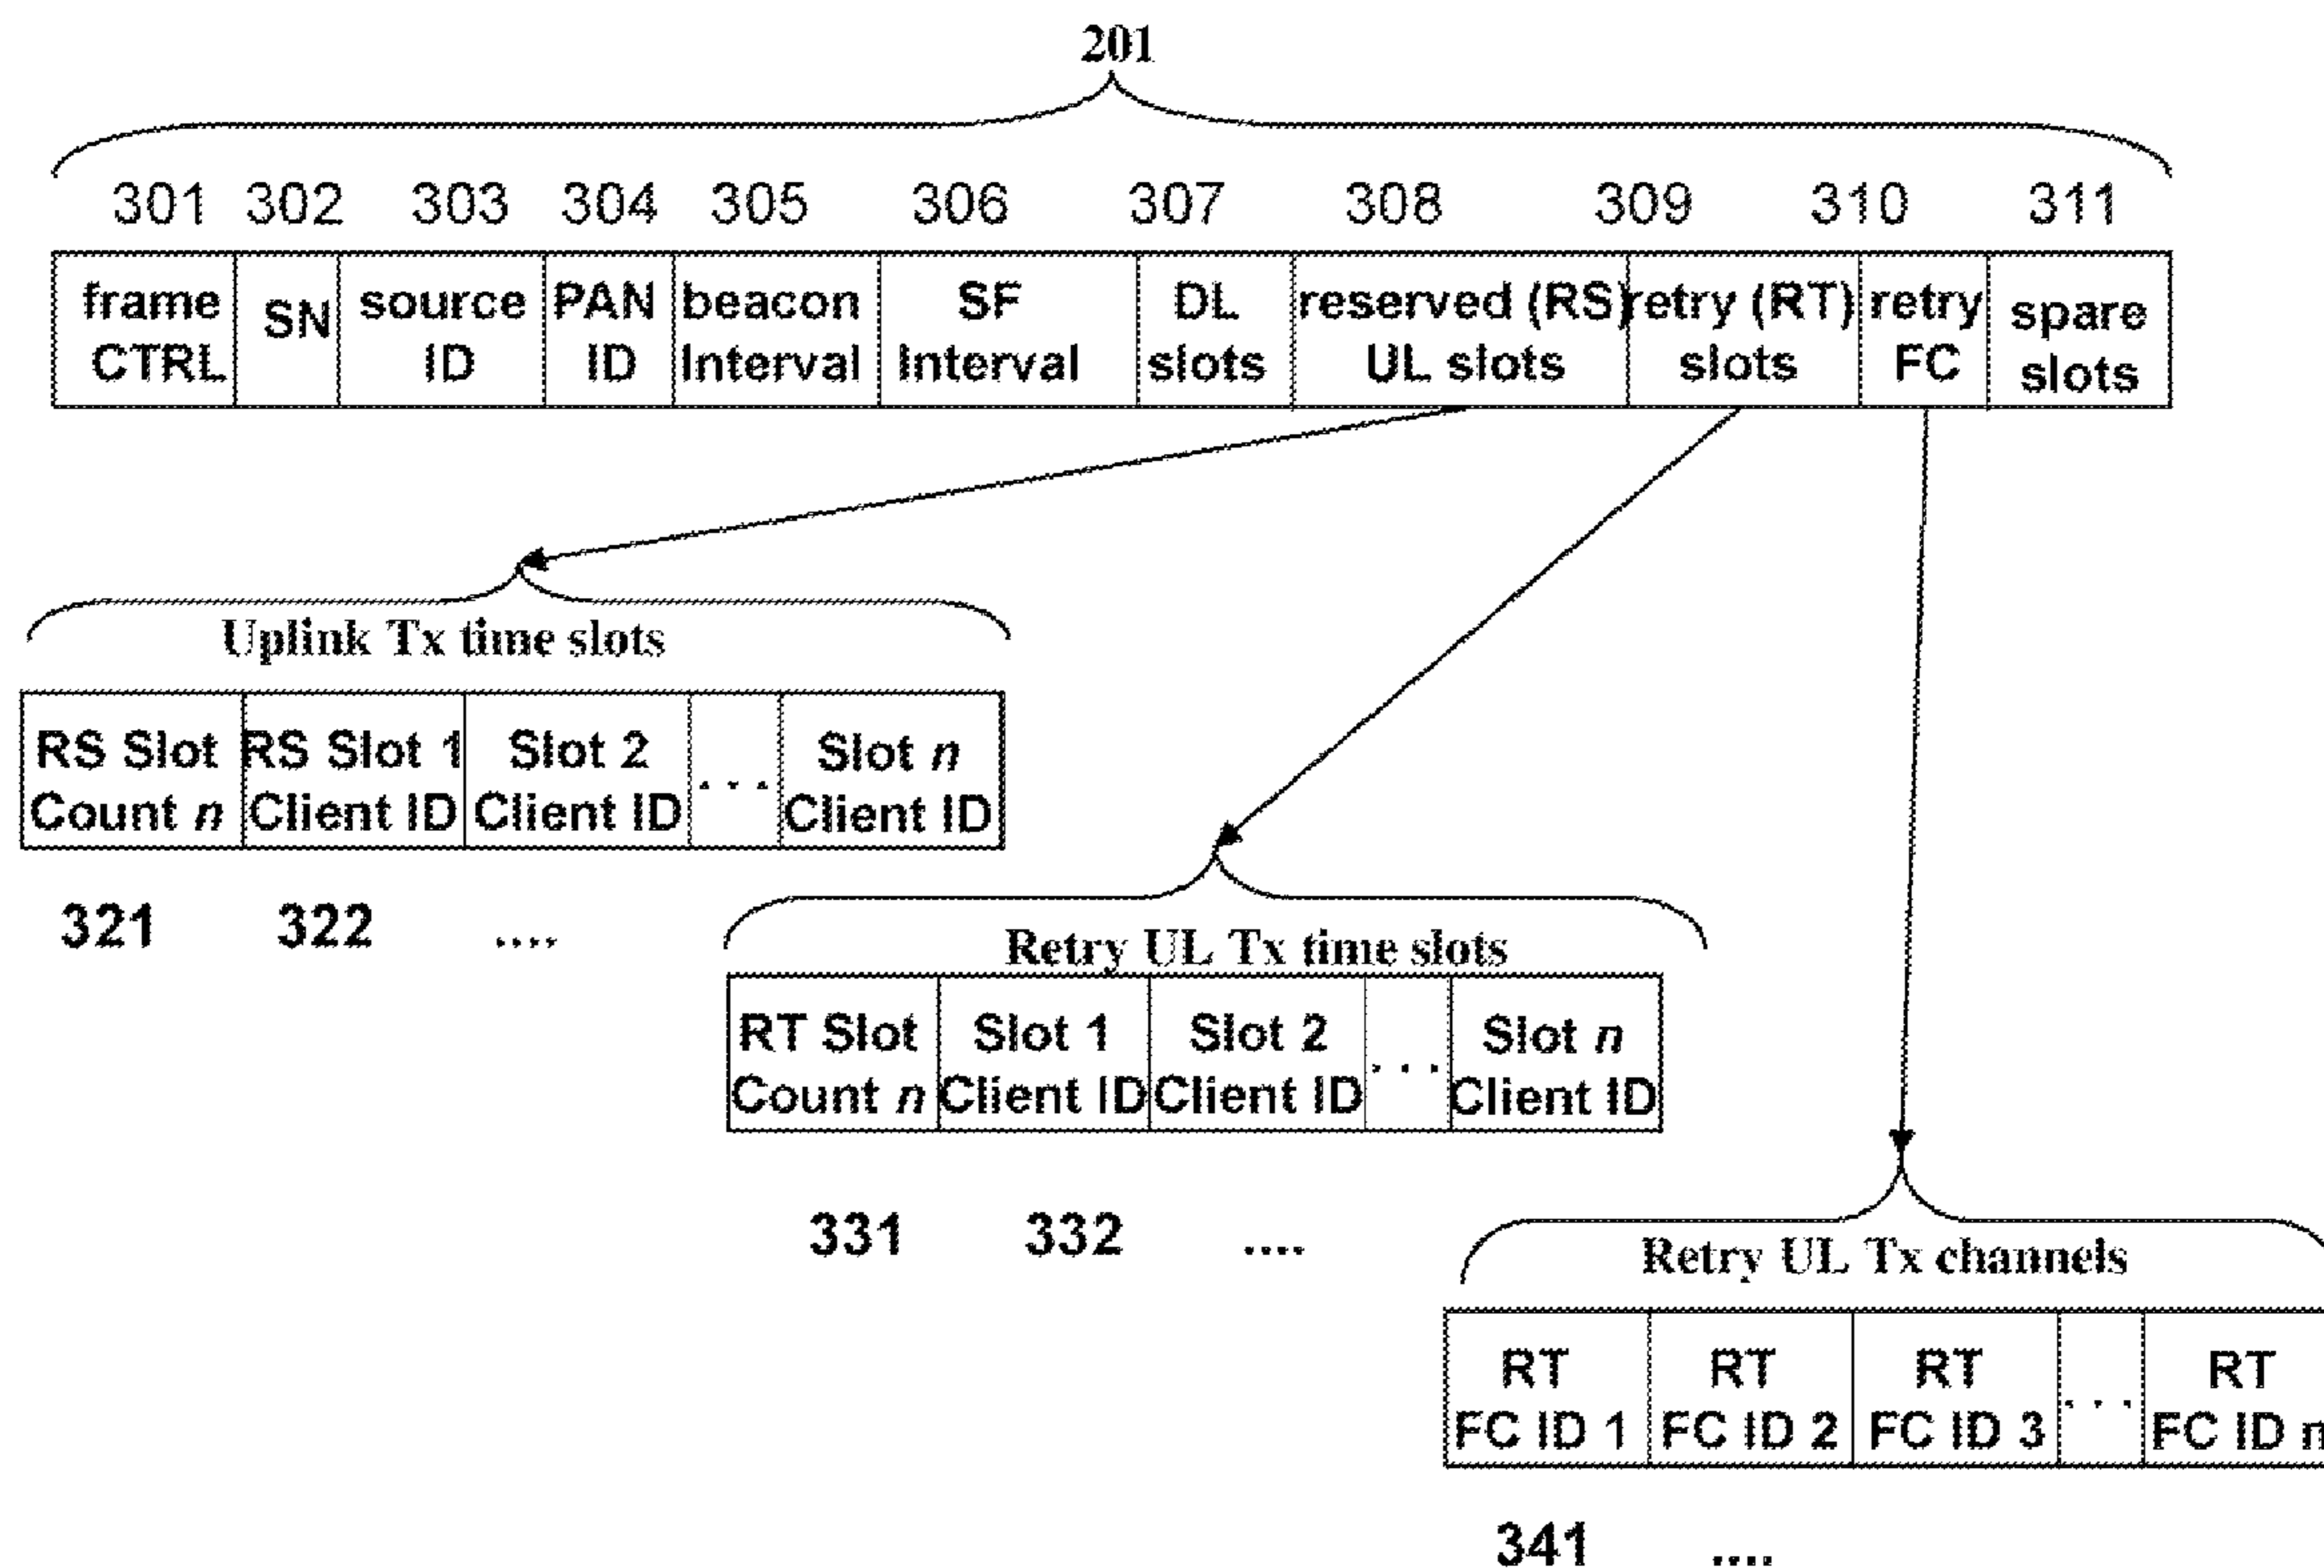 201
301 302 303 304 305 306 307 308 309 310 311
frame CTRL
SN
source ID
PAN ID
beacon Interval
SF Interval
DL slots
reserved (RS) UL slots
retry (RT) slots
retry FC
spare slots
Uplink Tx time slots
RS Slot Count n
RS Slot 1 Client ID
Slot 2 Client ID
. . .
Slot n Client ID
321 322 ....
Retry UL Tx time slots
RT Slot Count n
Slot 1 Client ID
Slot 2 Client ID
. . .
Slot n Client ID
331 332 ....
Retry UL Tx channels
RT FC ID 1
RT FC ID 2
RT FC ID 3
. . .
RT FC ID n
341 ....